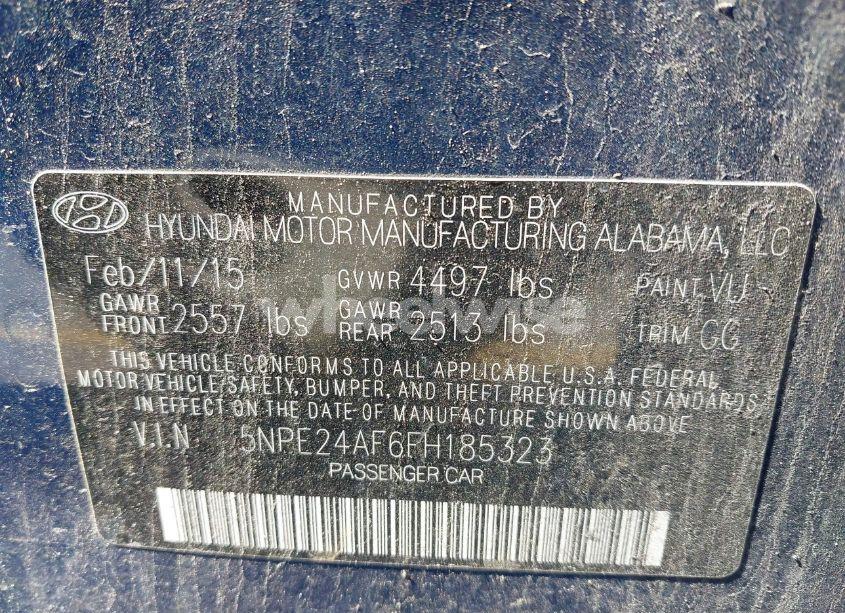 MANUFACTURED BY
HYUNDAI MOTOR MANUFACTURING ALABAMA, LLC
Feb/11/15 GVWR 4497 lbs PAINT VU
GAWR FRONT 2557 lbs GAWR REAR 2513 lbs TRIM CG
wheelwise
THIS VEHICLE CONFORMS TO ALL APPLICABLE U.S.A. FEDERAL
MOTOR VEHICLE/SAFETY, BUMPER, AND THEFT PREVENTION STANDARDS
IN EFFECT ON THE DATE OF MANUFACTURE SHOWN ABOVE
V.I.N 5NPE24AF6FH185323
PASSENGER CAR